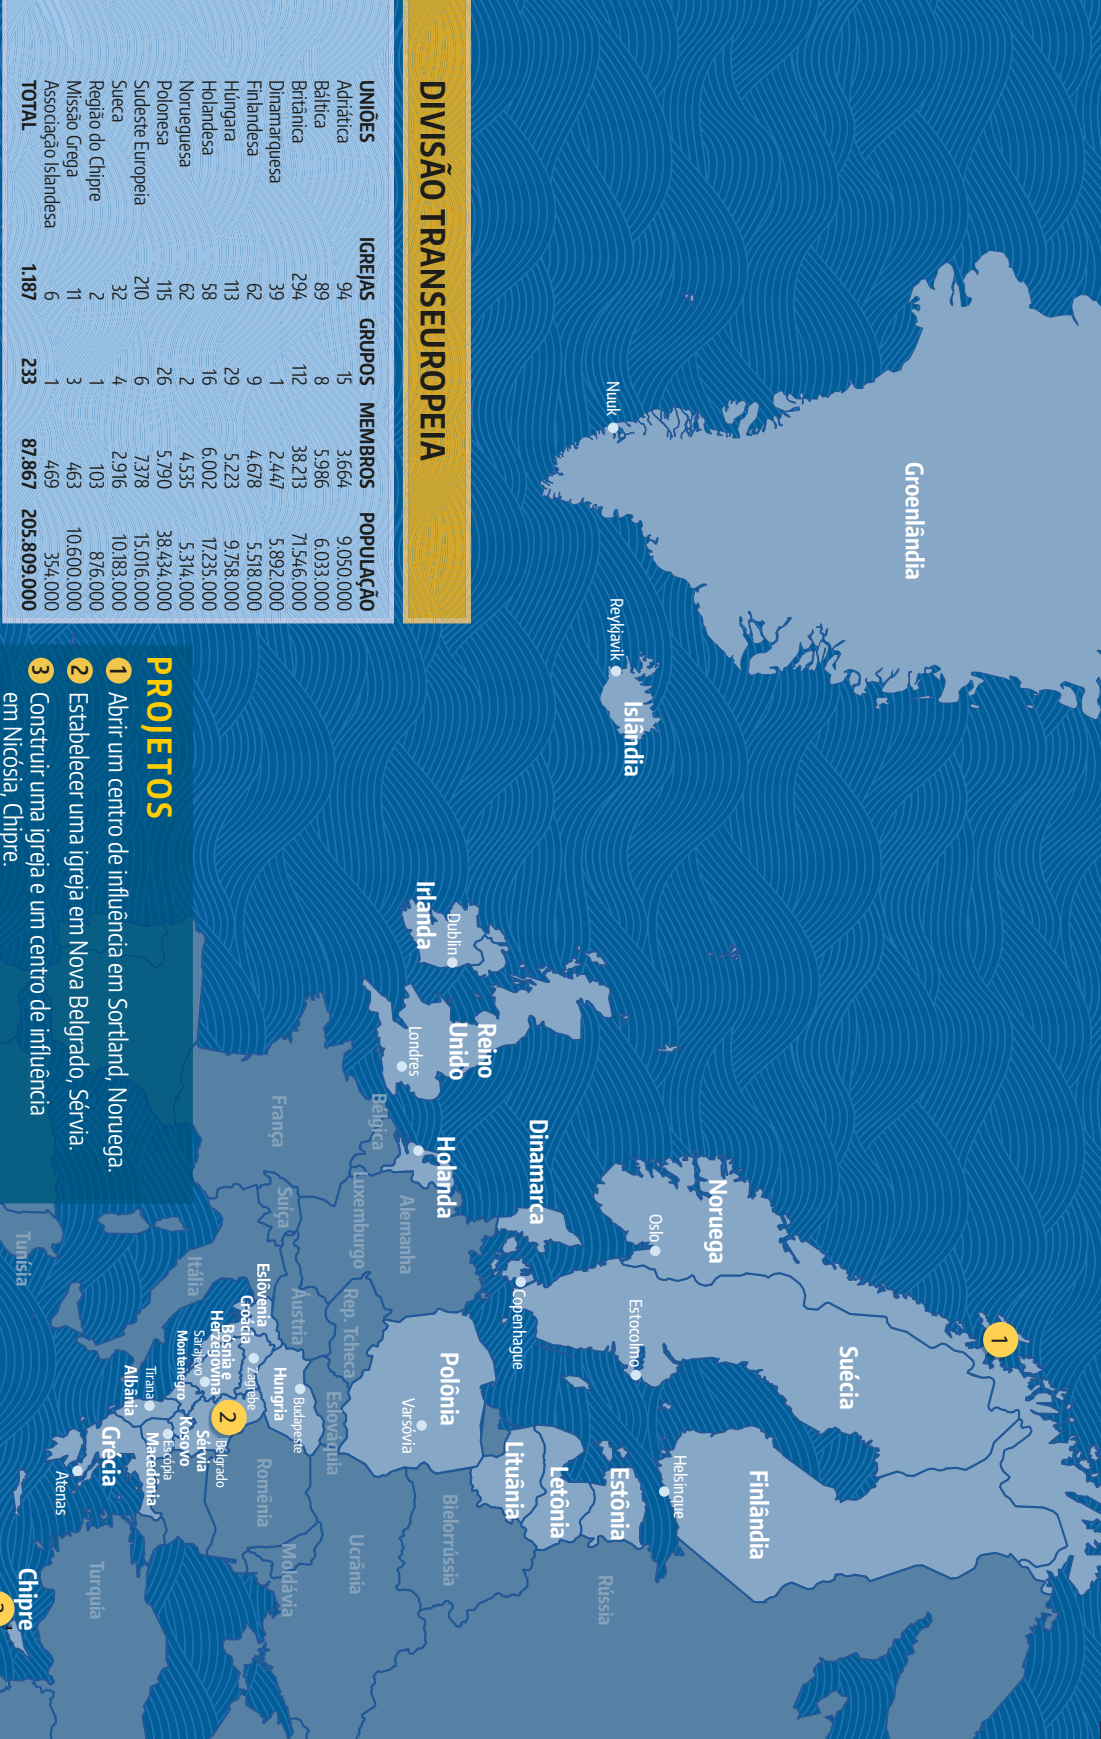 DIVISÃO TRANSEUROPEIA
UNIÕES IGREJAS GRUPOS MEMBROS POPULAÇÃO
Adriática 94 15 3.664 9.050.000
Báltica 89 8 5.986 6.033.000
Britânica 294 112 38.213 71.546.000
Dinamarquesa 39 1 2.447 5.892.000
Finlandesa 62 9 4.678 5.518.000
Húngara 113 29 5.223 9.758.000
Holandesa 58 16 6.002 17.235.000
Norueguesa 62 2 4.535 5.314.000
Polonesa 115 26 5.790 38.434.000
Sudeste Europeia 210 6 7.378 15.016.000
Sueca 32 4 2.916 10.183.000
Região do Chipre 2 1 103 876.000
Missão Grega 11 3 463 10.600.000
Associação Islandesa 6 1 469 354.000
TOTAL 1.187 233 87.867 205.809.000
PROJETOS
1 Abrir um centro de influência em Sortland, Noruega.
2 Estabelecer uma igreja em Nova Belgrado, Sérvia.
3 Construir uma igreja e um centro de influência
em Nicósia, Chipre.
Groenlândia
Nuuk
Reykjavik
Islândia
Irlanda
Dublin
Reino
Unido
Londres
Holanda
Dinamarca
Copenhague
Noruega
Oslo
Suécia
Estocolmo
1
Finlândia
Helsinque
Estônia
Letônia
Lituânia
Polônia
Varsóvia
Rússia
Bielorrússia
Ucrânia
Moldávia
Romênia
Alemanha
Bélgica
Luxemburgo
França
Suíça
Áustria
Rep. Tcheca
Eslováquia
Hungria
Budapeste
Eslôvenia
Croácia
Zagrebe
Bósnia e
Herzegovina
Sarajevo
Montenegro
2
Belgrado
Sérvia
Kosovo
Escópia
Macedônia
Tirana
Albânia
Grécia
Atenas
Itália
Tunísia
Turquia
Chipre
3